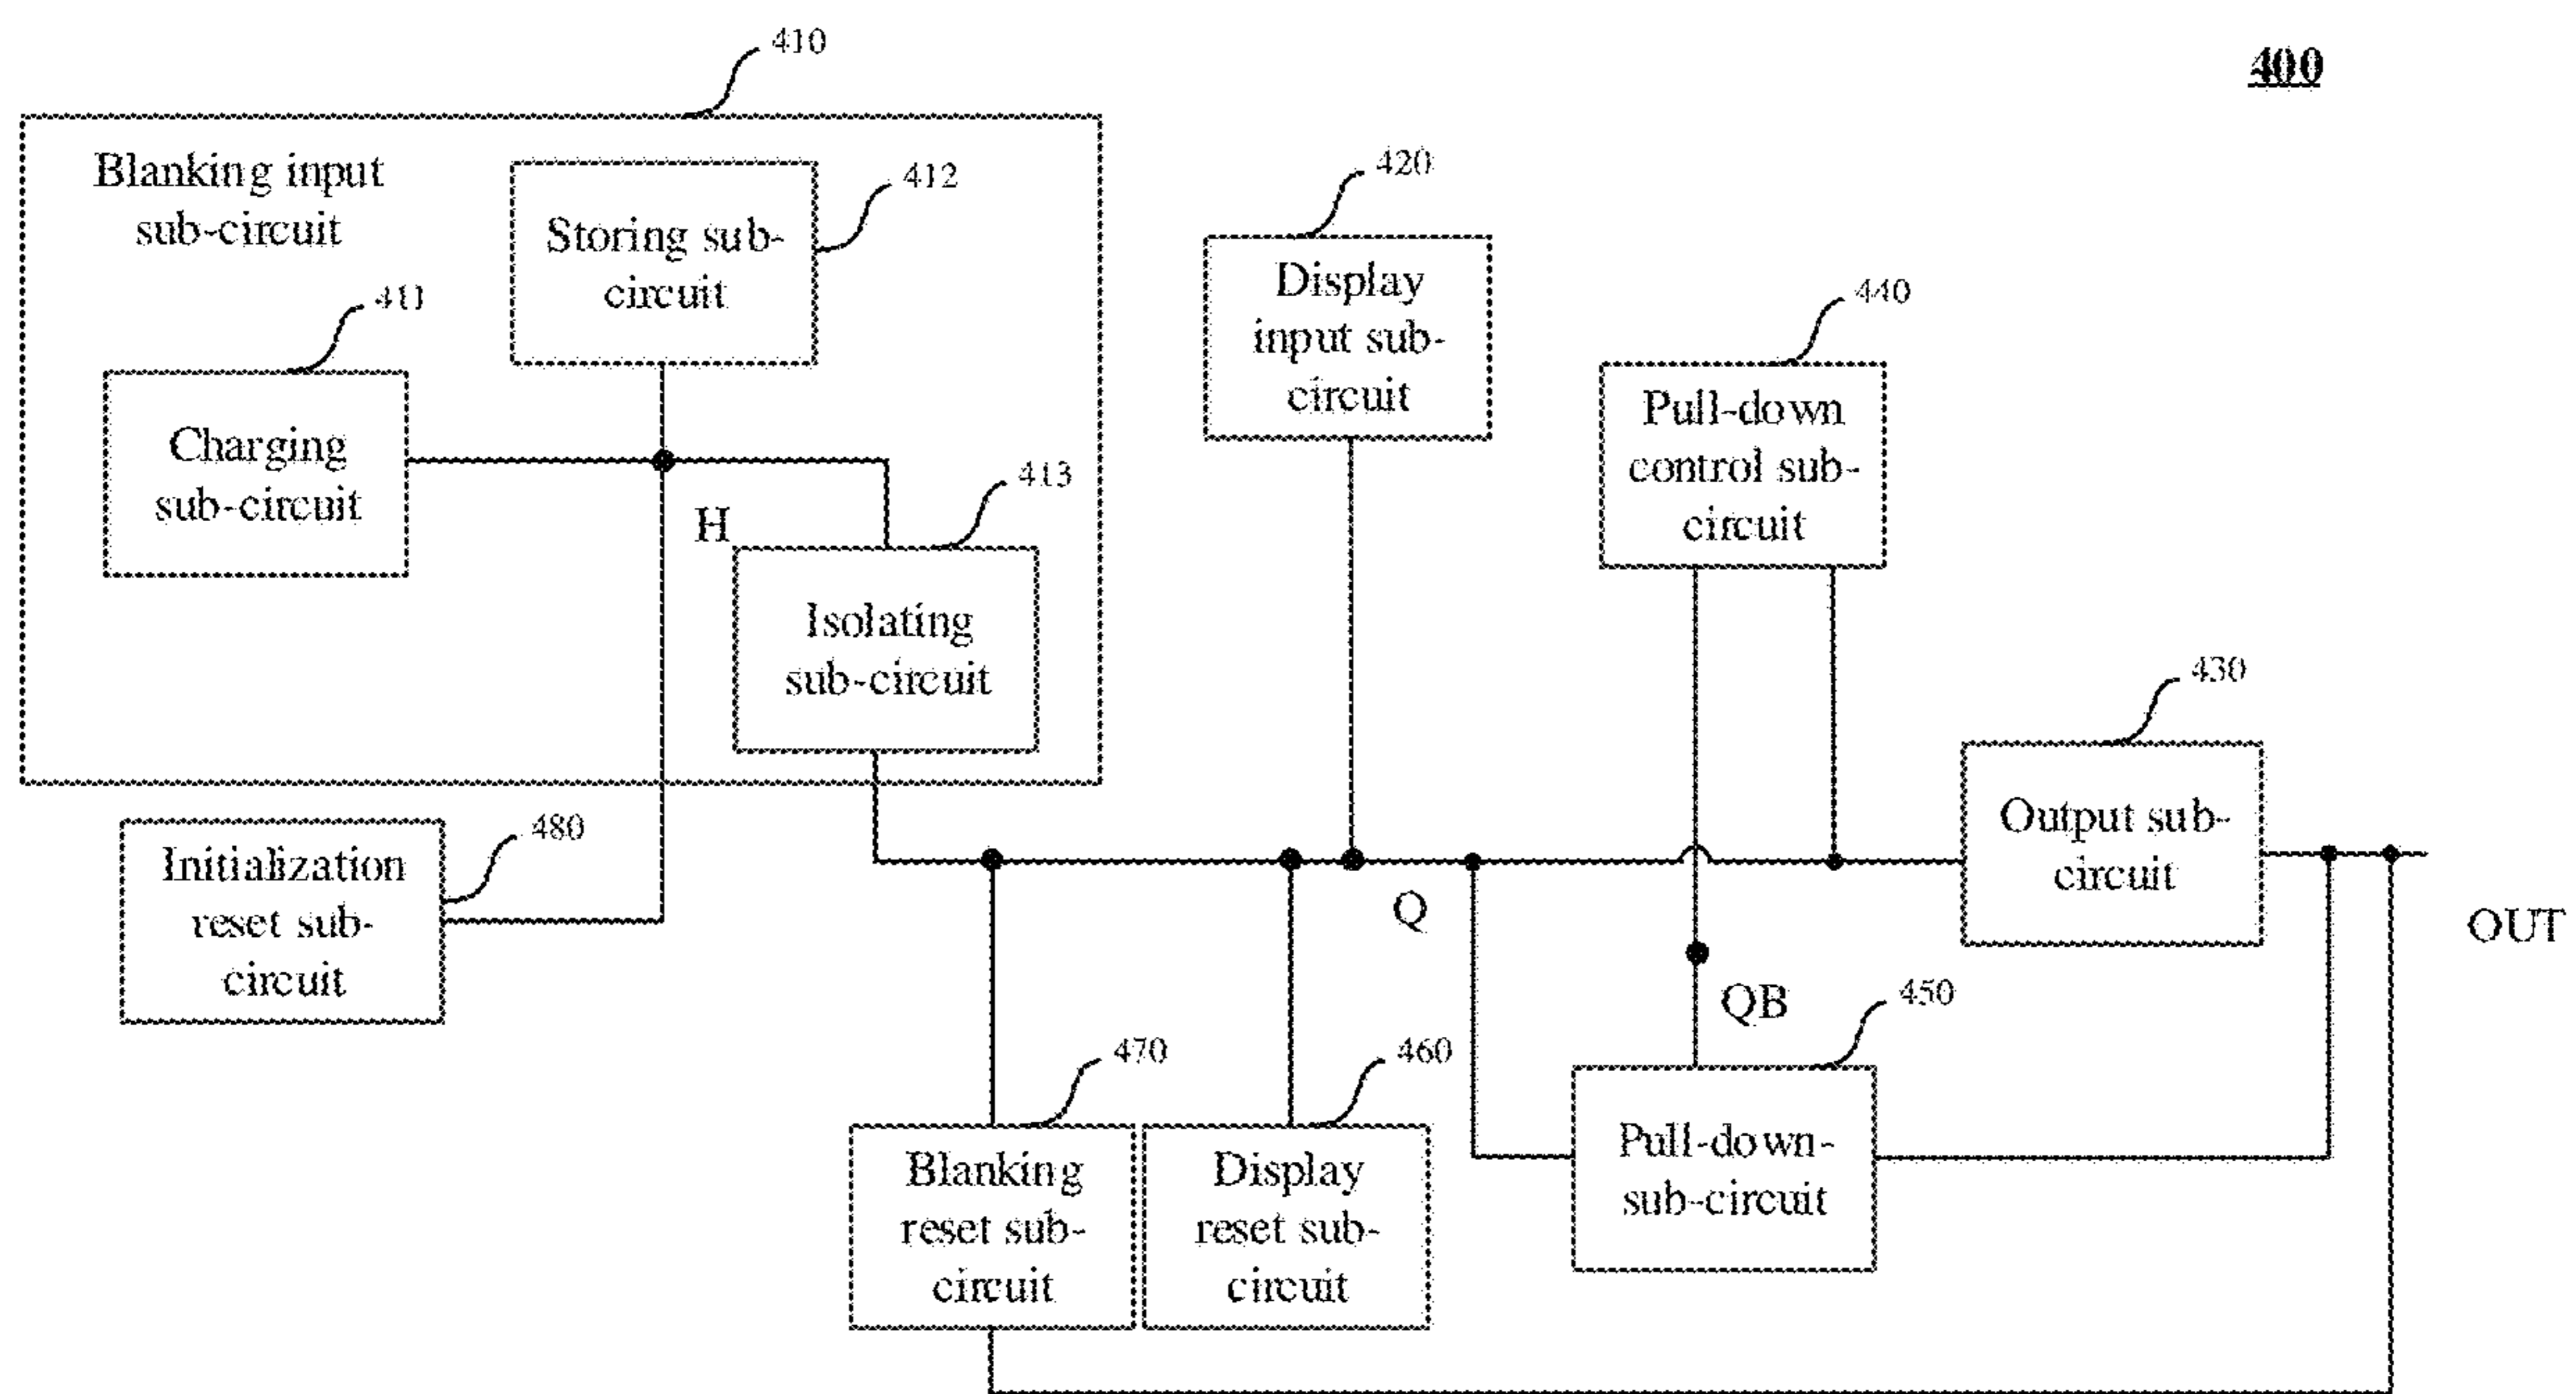 410
400
Blanking input
sub-circuit
412
Storing sub-
circuit
420
Display
input sub-
circuit
411
Charging
sub-circuit
440
Pull-down
control sub-
circuit
H
413
Isolating
sub-circuit
430
Output sub-
circuit
480
Initialization
reset sub-
circuit
Q
OUT
QB
450
470
460
Blanking
reset sub-
circuit
Display
reset sub-
circuit
Pull-down-
sub-circuit